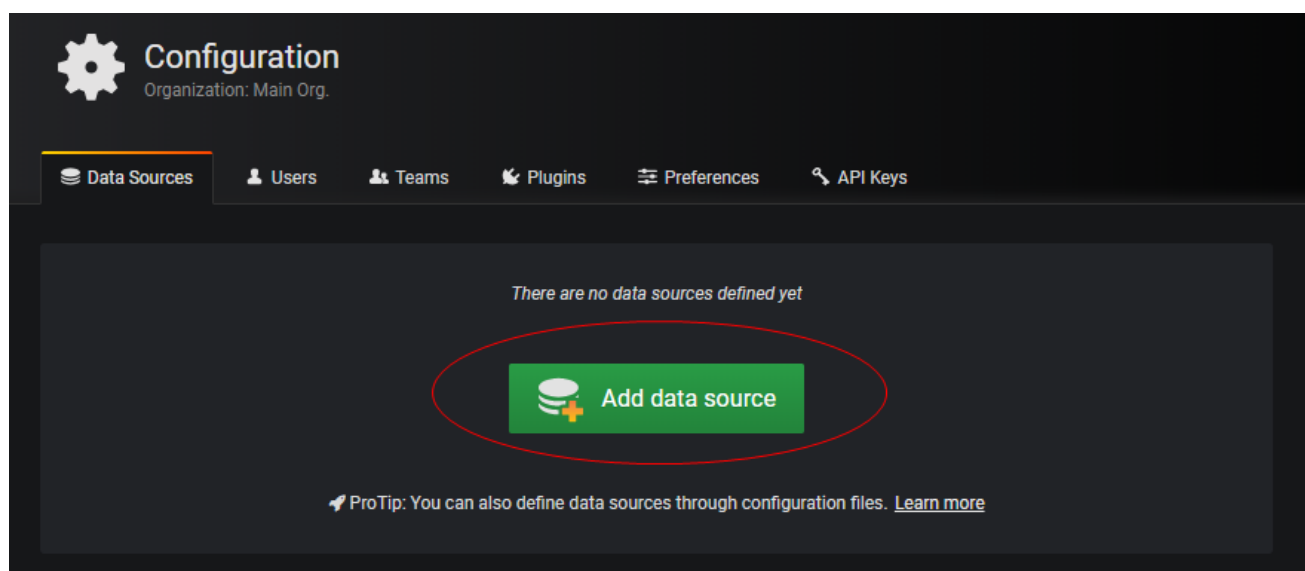 Configuration
Organization: Main Org.
Data Sources
Users
Teams
Plugins
Preferences
API Keys
There are no data sources defined yet
Add data source
ProTip: You can also define data sources through configuration files. Learn more